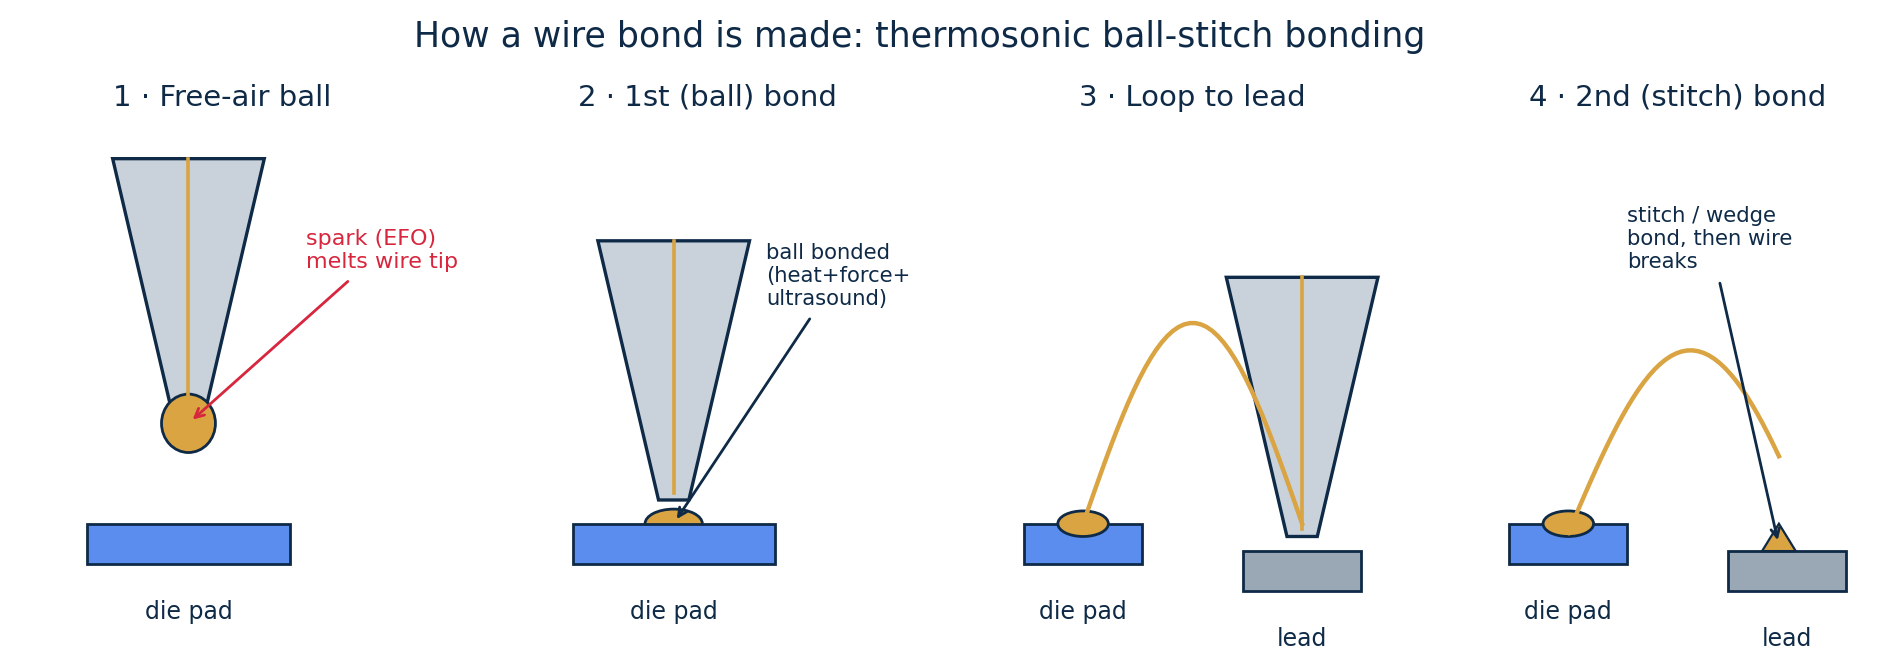 How a wire bond is made: thermosonic ball-stitch bonding
1 · Free-air ball
spark (EFO)
melts wire tip
die pad
2 · 1st (ball) bond
ball bonded
(heat+force+
ultrasound)
die pad
3 · Loop to lead
die pad
lead
4 · 2nd (stitch) bond
stitch / wedge
bond, then wire
breaks
die pad
lead